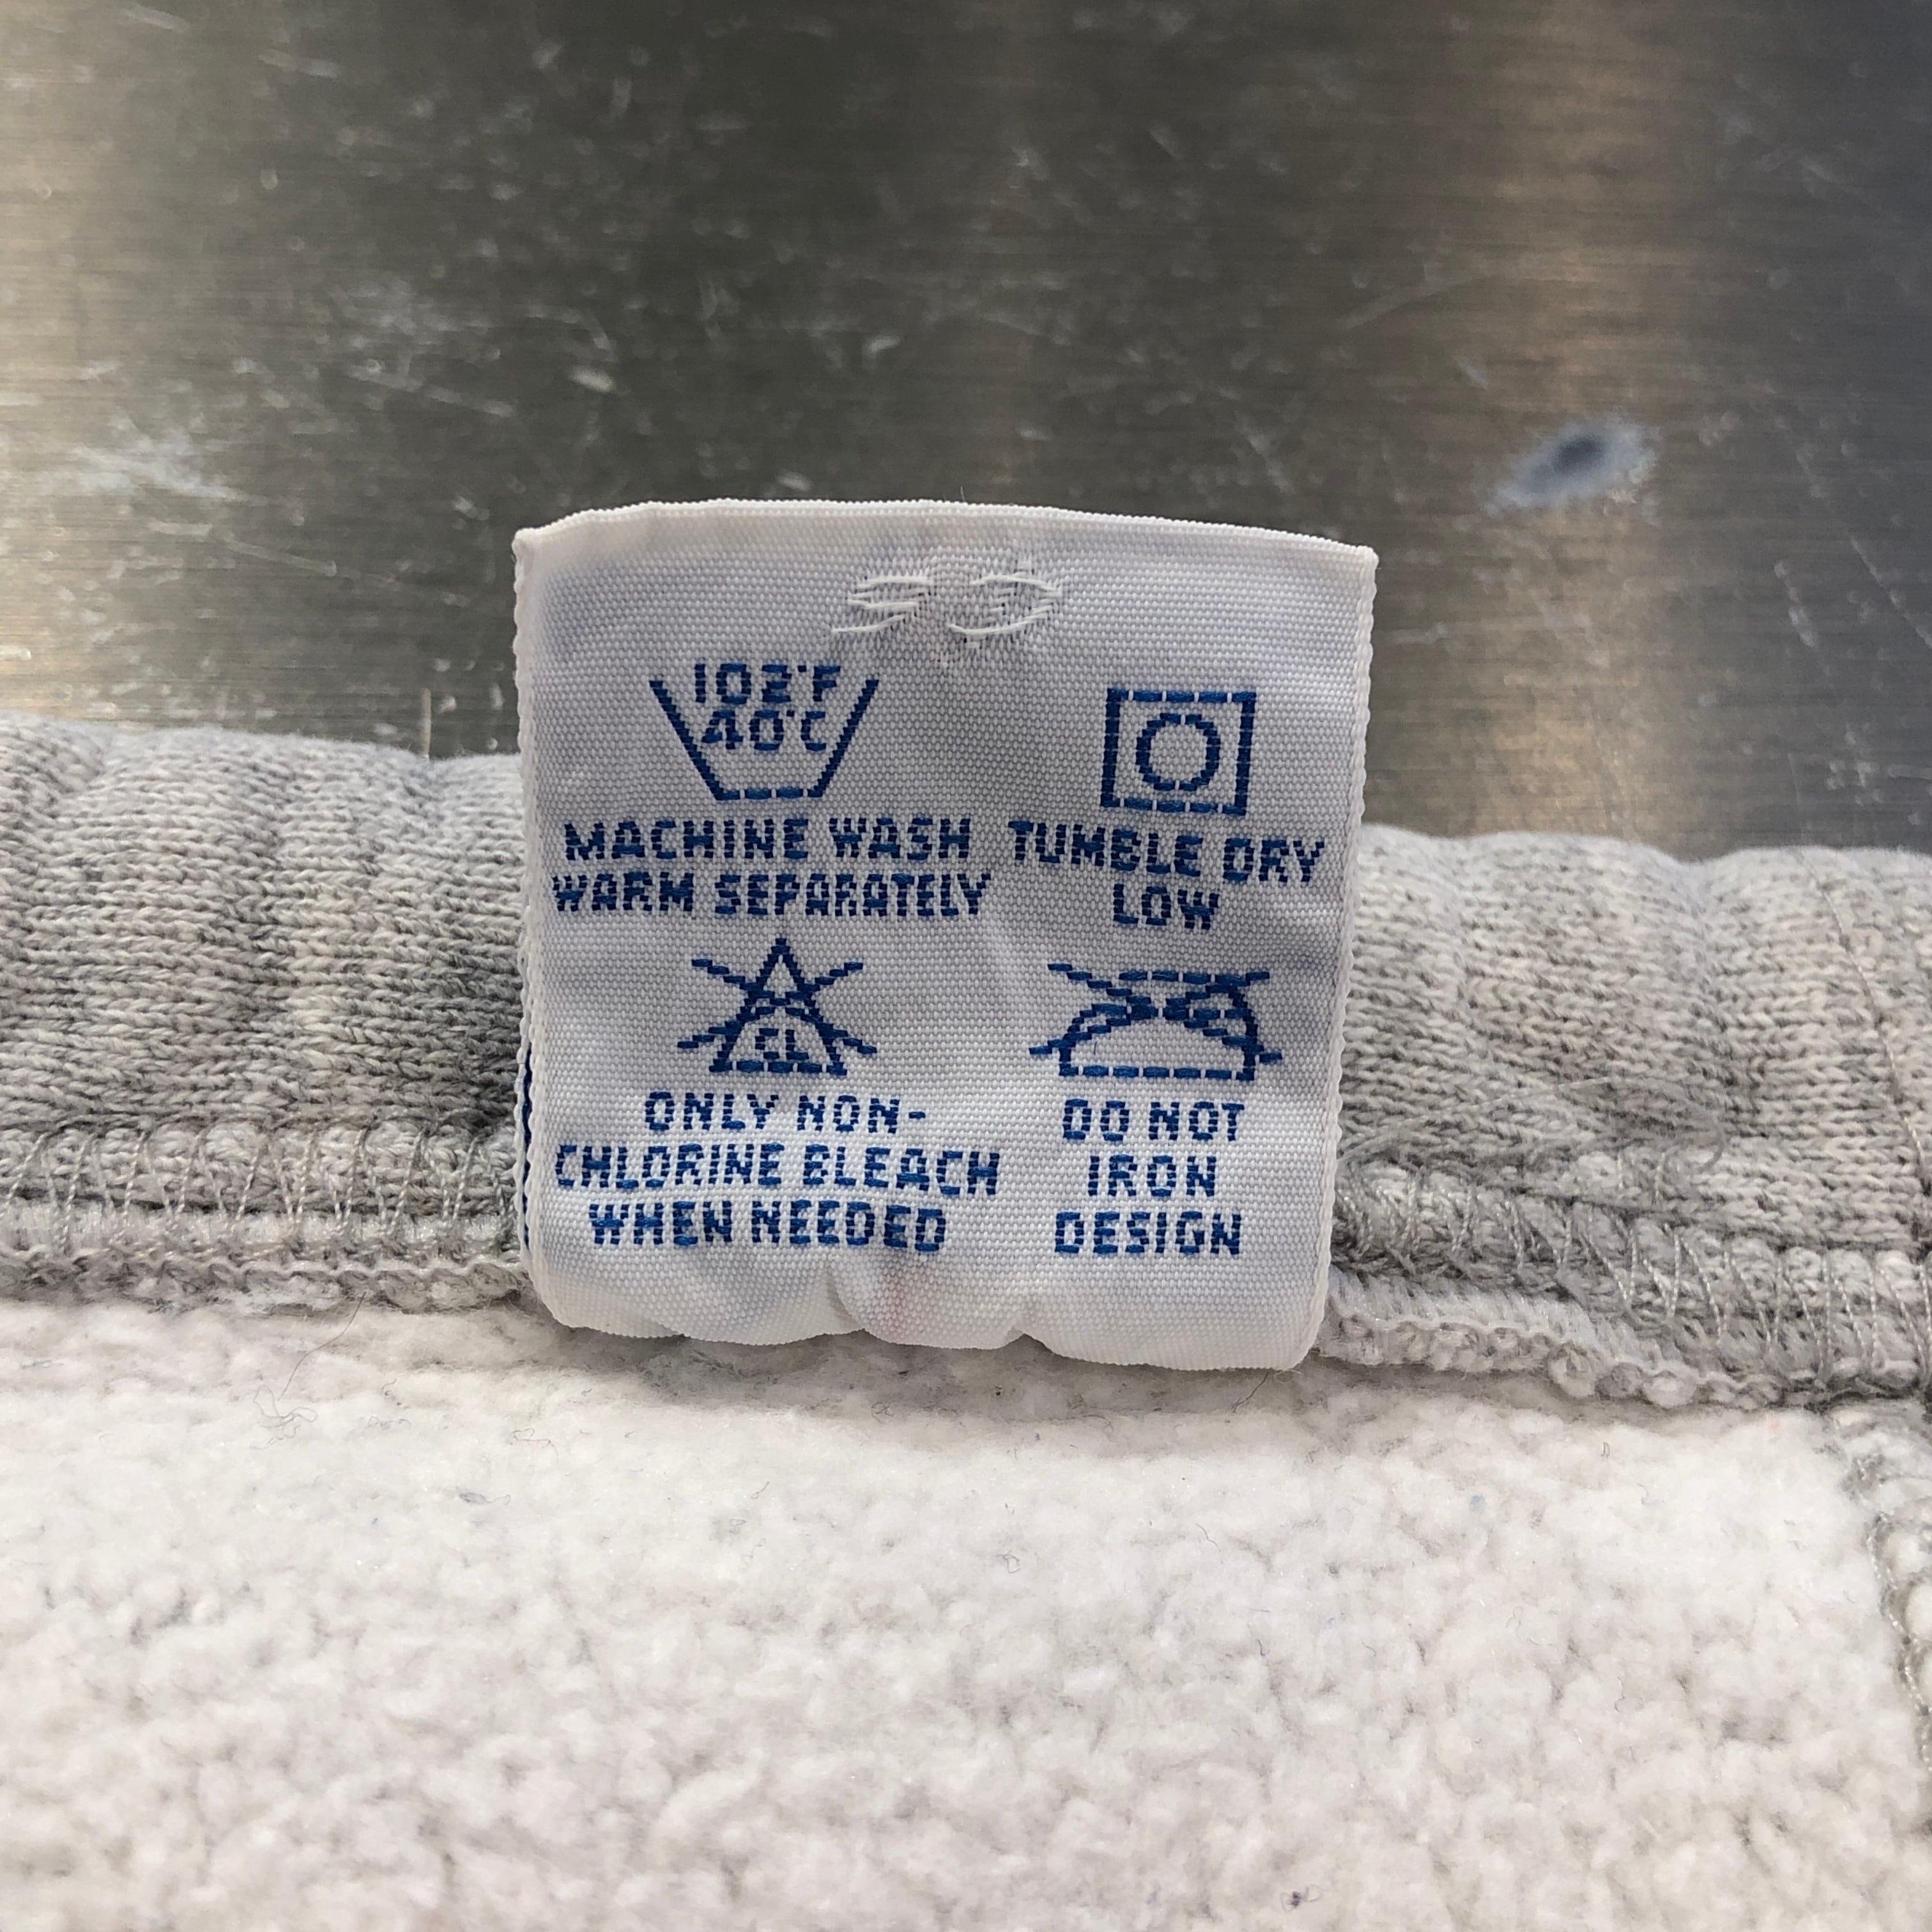 102°F
40°C
MACHINE WASH
WARM SEPARATELY
TUMBLE DRY
LOW
CL
ONLY NON-
CHLORINE BLEACH
WHEN NEEDED
DO NOT
IRON
DESIGN